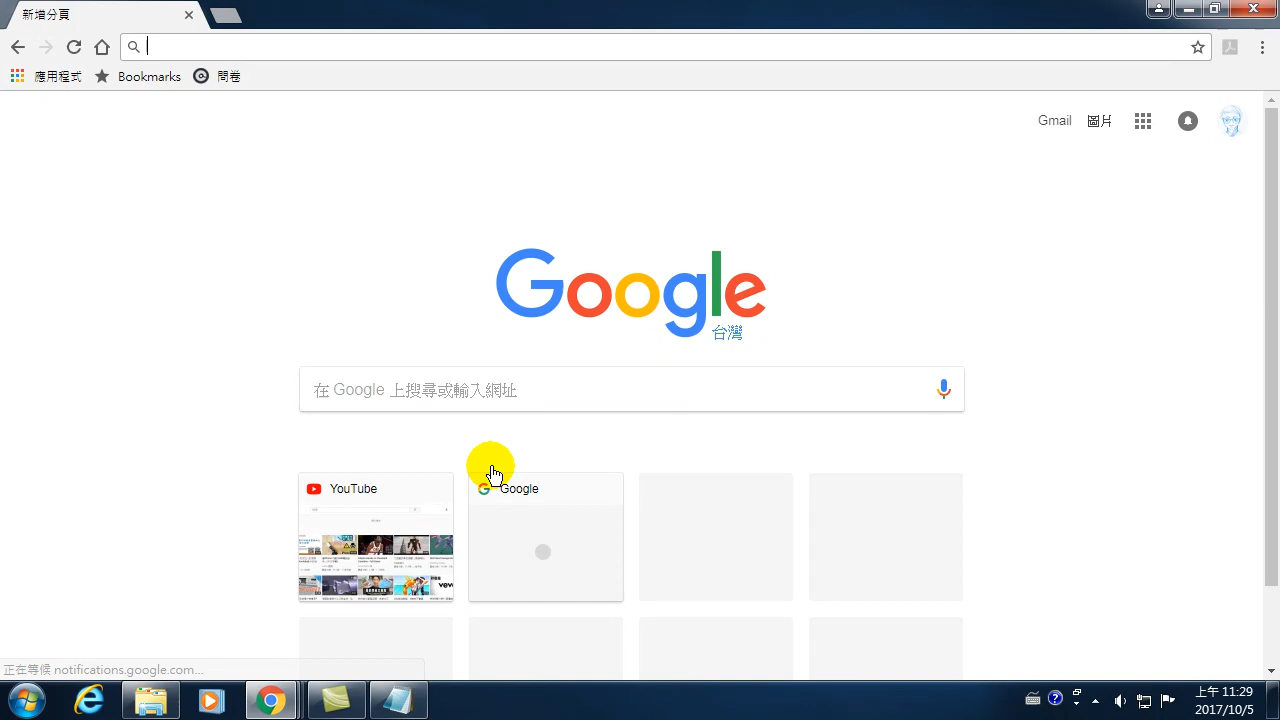 新增分頁
應用程式
Bookmarks
問卷
Gmail
圖片
Google
台灣
在 Google 上搜尋或輸入網址
YouTube
Google
正在等候 notifications.google.com...
上午 11:29
2017/10/5